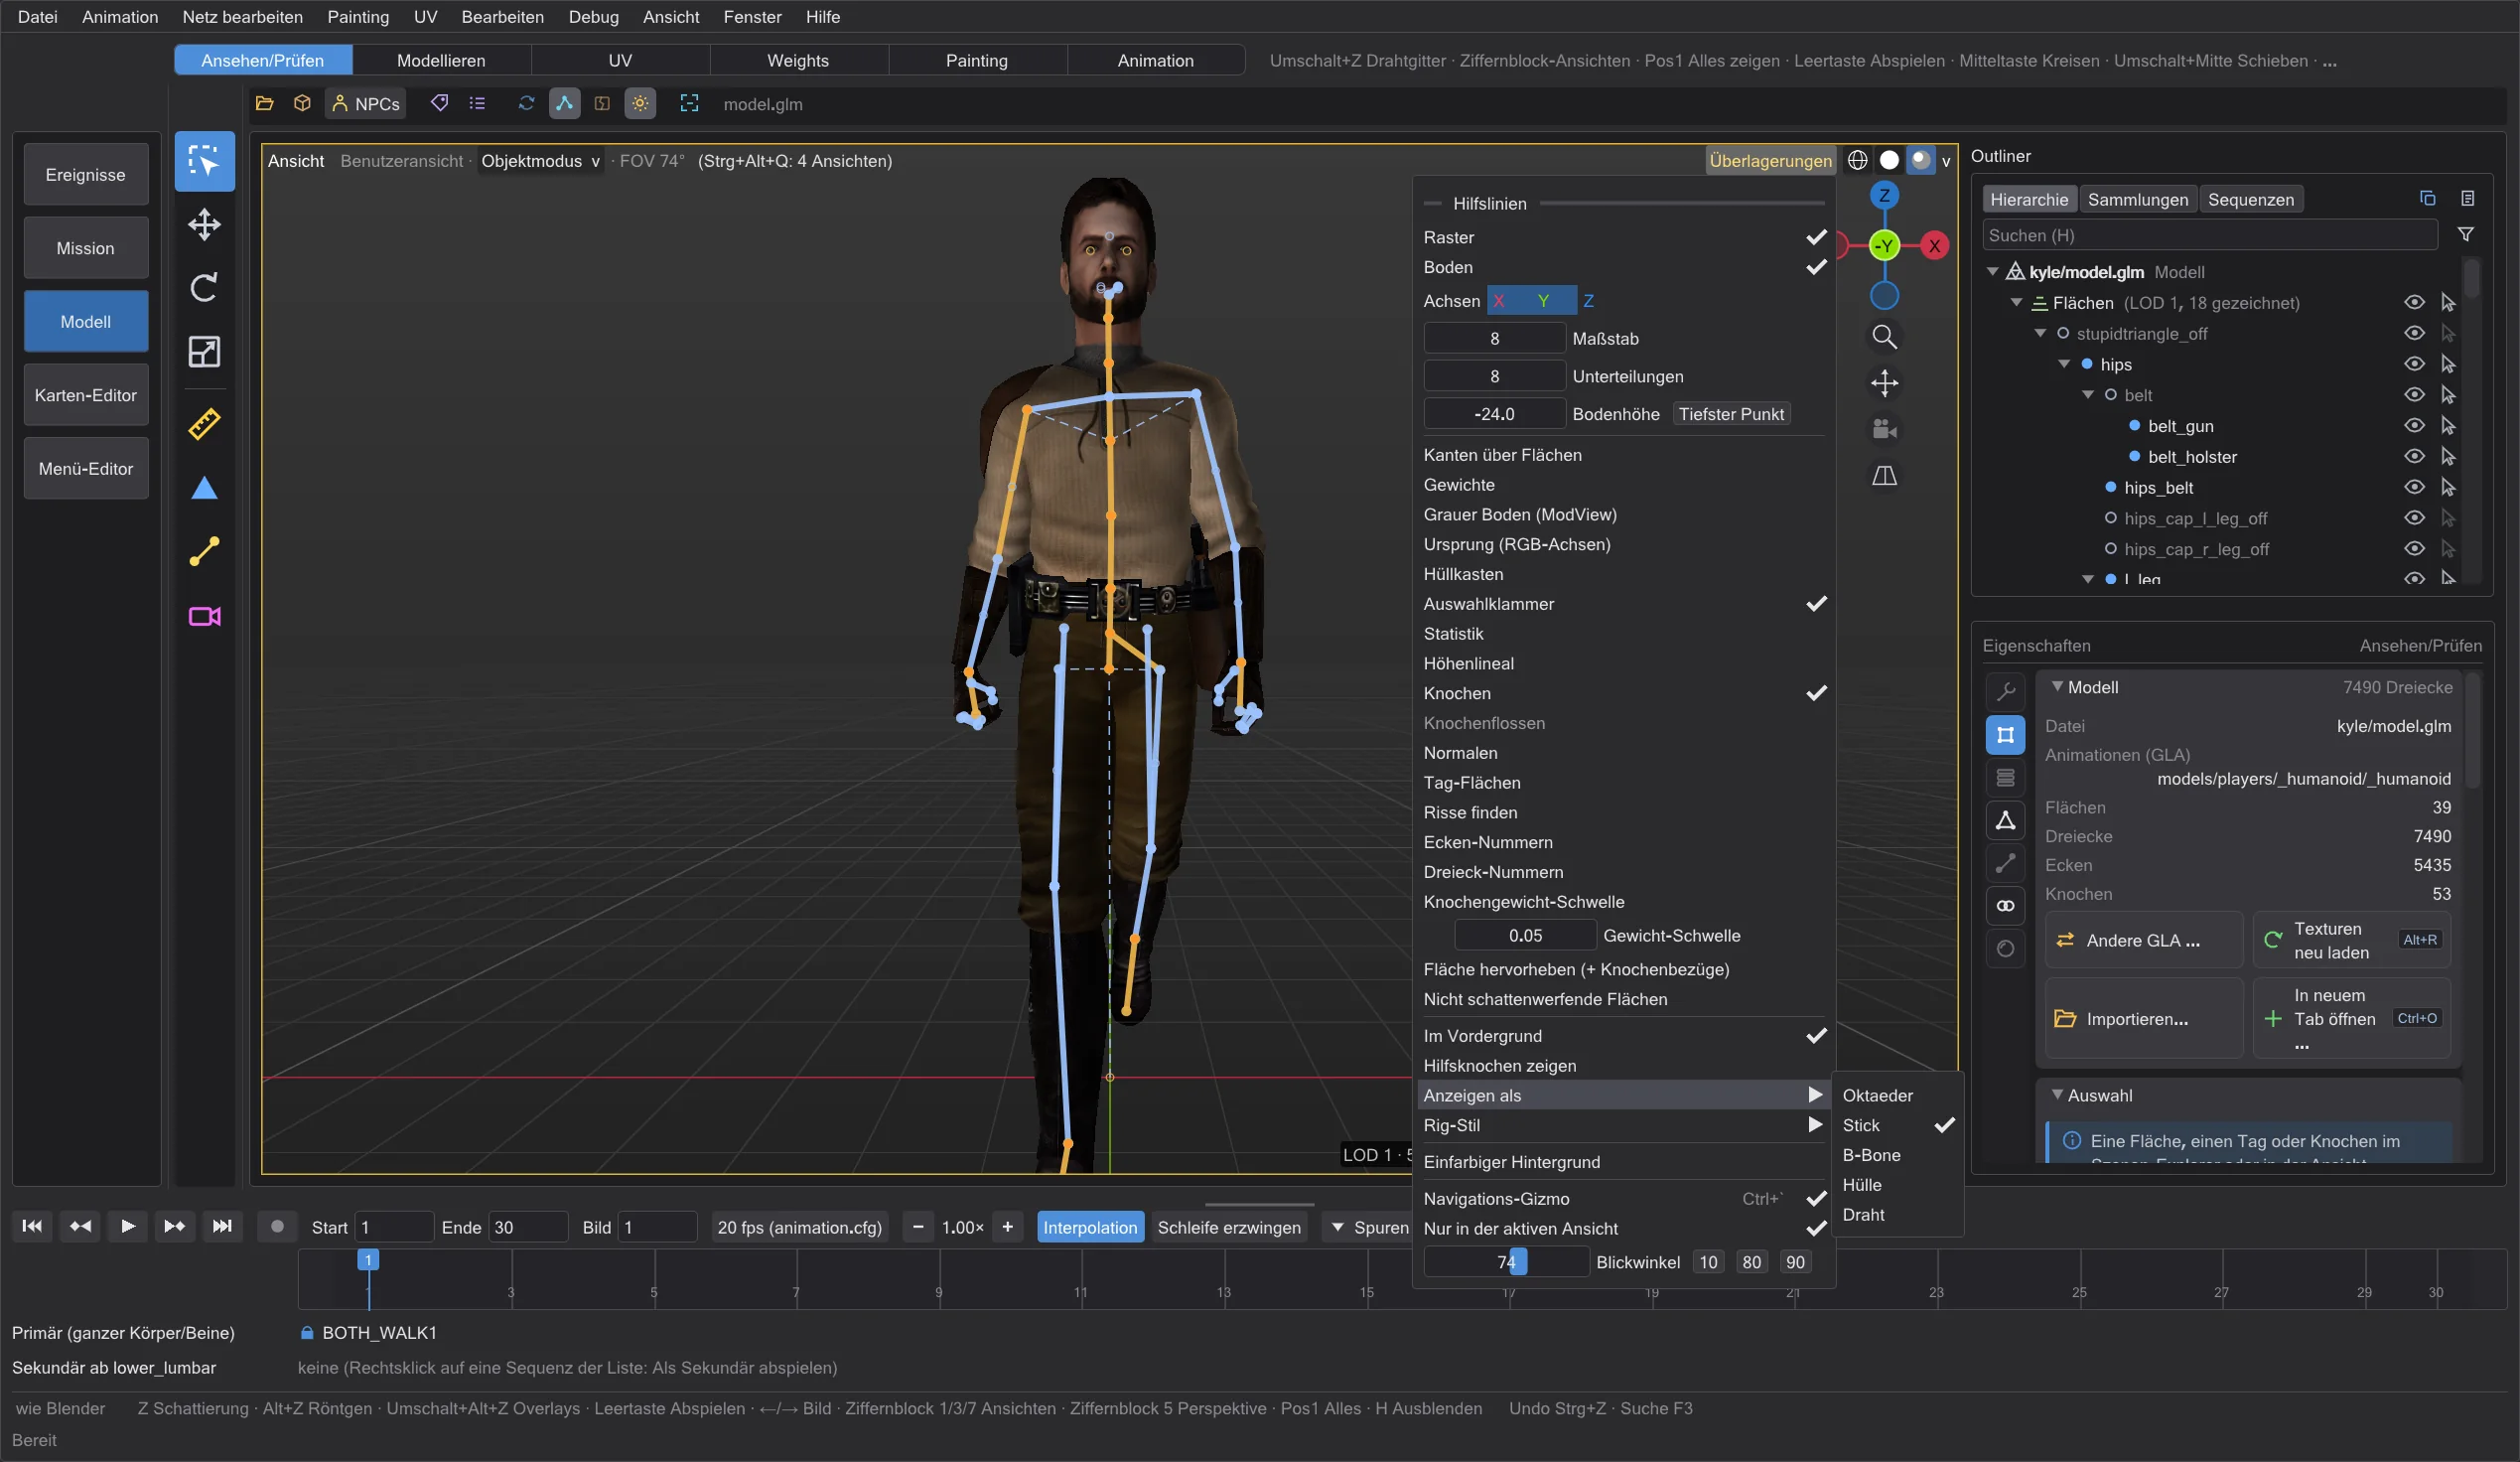 Datei Animation Netz bearbeiten Painting UV Bearbeiten Debug Ansicht Fenster Hilfe
Ansehen/Prüfen Modellieren UV Weights Painting Animation Umschalt+Z Drahtgitter · Ziffernblock-Ansichten · Pos1 Alles zeigen · Leertaste Abspielen · Mitteltaste Kreisen · Umschalt+Mitte Schieben · ...
NPCs model.glm
Ereignisse
Mission
Modell
Karten-Editor
Menü-Editor
Ansicht Benutzeransicht · Objektmodus v · FOV 74° (Strg+Alt+Q: 4 Ansichten) Überlagerungen v
Z
-Y X
Hilfslinien
Raster
Boden
Achsen X Y Z
8 Maßstab
8 Unterteilungen
-24.0 Bodenhöhe Tiefster Punkt
Kanten über Flächen
Gewichte
Grauer Boden (ModView)
Ursprung (RGB-Achsen)
Hüllkasten
Auswahlklammer
Statistik
Höhenlineal
Knochen
Knochenflossen
Normalen
Tag-Flächen
Risse finden
Ecken-Nummern
Dreieck-Nummern
Knochengewicht-Schwelle
0.05 Gewicht-Schwelle
Fläche hervorheben (+ Knochenbezüge)
Nicht schattenwerfende Flächen
Im Vordergrund
Hilfsknochen zeigen
Anzeigen als
Rig-Stil
Einfarbiger Hintergrund
Navigations-Gizmo Ctrl+`
Nur in der aktiven Ansicht
74 Blickwinkel 10 80 90
Oktaeder
Stick
B-Bone
Hülle
Draht
LOD 1 · 5
Outliner
Hierarchie Sammlungen Sequenzen
Suchen (H)
kyle/model.glm Modell
Flächen (LOD 1, 18 gezeichnet)
stupidtriangle_off
hips
belt
belt_gun
belt_holster
hips_belt
hips_cap_l_leg_off
hips_cap_r_leg_off
l_leg
Eigenschaften Ansehen/Prüfen
Modell 7490 Dreiecke
Datei kyle/model.glm
Animationen (GLA)
models/players/_humanoid/_humanoid
Flächen 39
Dreiecke 7490
Ecken 5435
Knochen 53
Andere GLA ...
Texturen neu laden Alt+R
Importieren...
In neuem Tab öffnen ... Ctrl+O
Auswahl
Eine Fläche, einen Tag oder Knochen im
Start 1 Ende 30 Bild 1 20 fps (animation.cfg) − 1.00× + Interpolation Schleife erzwingen Spuren
1
1 3 5 7 9 11 13 15 17 19 21 23 25 27 29 30
Primär (ganzer Körper/Beine) BOTH_WALK1
Sekundär ab lower_lumbar keine (Rechtsklick auf eine Sequenz der Liste: Als Sekundär abspielen)
wie Blender Z Schattierung · Alt+Z Röntgen · Umschalt+Alt+Z Overlays · Leertaste Abspielen · ←/→ Bild · Ziffernblock 1/3/7 Ansichten · Ziffernblock 5 Perspektive · Pos1 Alles · H Ausblenden Undo Strg+Z · Suche F3
Bereit